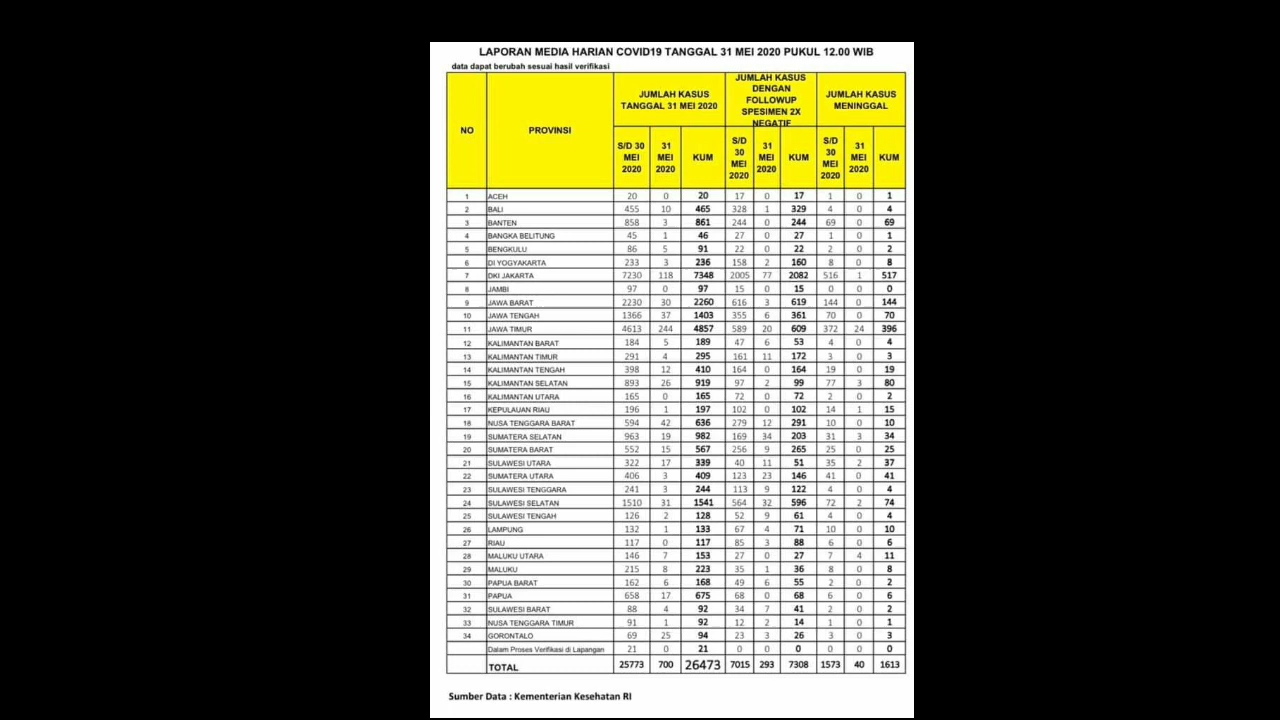 LAPORAN MEDIA HARIAN COVID19 TANGGAL 31 MEI 2020 PUKUL 12.00 WIB
data dapat berubah sesuai hasil verifikasi
NO PROVINSI JUMLAH KASUS TANGGAL 31 MEI 2020 JUMLAH KASUS DENGAN FOLLOWUP SPESIMEN 2X NEGATIF JUMLAH KASUS MENINGGAL
S/D 30 MEI 2020 31 MEI 2020 KUM S/D 30 MEI 2020 31 MEI 2020 KUM S/D 30 MEI 2020 31 MEI 2020 KUM
1 ACEH 20 0 20 17 0 17 1 0 1
2 BALI 455 10 465 328 1 329 4 0 4
3 BANTEN 858 3 861 244 0 244 69 0 69
4 BANGKA BELITUNG 45 1 46 27 0 27 1 0 1
5 BENGKULU 86 5 91 22 0 22 2 0 2
6 DI YOGYAKARTA 233 3 236 158 2 160 8 0 8
7 DKI JAKARTA 7230 118 7348 2005 77 2082 516 1 517
8 JAMBI 97 0 97 15 0 15 0 0 0
9 JAWA BARAT 2230 30 2260 616 3 619 144 0 144
10 JAWA TENGAH 1366 37 1403 355 6 361 70 0 70
11 JAWA TIMUR 4613 244 4857 589 20 609 372 24 396
12 KALIMANTAN BARAT 184 5 189 47 6 53 4 0 4
13 KALIMANTAN TIMUR 291 4 295 161 11 172 3 0 3
14 KALIMANTAN TENGAH 398 12 410 164 0 164 19 0 19
15 KALIMANTAN SELATAN 893 26 919 97 2 99 77 3 80
16 KALIMANTAN UTARA 165 0 165 72 0 72 2 0 2
17 KEPULAUAN RIAU 196 1 197 102 0 102 14 1 15
18 NUSA TENGGARA BARAT 594 42 636 279 12 291 10 0 10
19 SUMATERA SELATAN 963 19 982 169 34 203 31 3 34
20 SUMATERA BARAT 552 15 567 256 9 265 25 0 25
21 SULAWESI UTARA 322 17 339 40 11 51 35 2 37
22 SUMATERA UTARA 406 3 409 123 23 146 41 0 41
23 SULAWESI TENGGARA 241 3 244 113 9 122 4 0 4
24 SULAWESI SELATAN 1510 31 1541 564 32 596 72 2 74
25 SULAWESI TENGAH 126 2 128 52 9 61 4 0 4
26 LAMPUNG 132 1 133 67 4 71 10 0 10
27 RIAU 117 0 117 85 3 88 6 0 6
28 MALUKU UTARA 146 7 153 27 0 27 7 4 11
29 MALUKU 215 8 223 35 1 36 8 0 8
30 PAPUA BARAT 162 6 168 49 6 55 2 0 2
31 PAPUA 658 17 675 68 0 68 6 0 6
32 SULAWESI BARAT 88 4 92 34 7 41 2 0 2
33 NUSA TENGGARA TIMUR 91 1 92 12 2 14 1 0 1
34 GORONTALO 69 25 94 23 3 26 3 0 3
Dalam Proses Verifikasi di Lapangan 21 0 21 0 0 0 0 0 0
TOTAL 25773 700 26473 7015 293 7308 1573 40 1613
Sumber Data : Kementerian Kesehatan RI